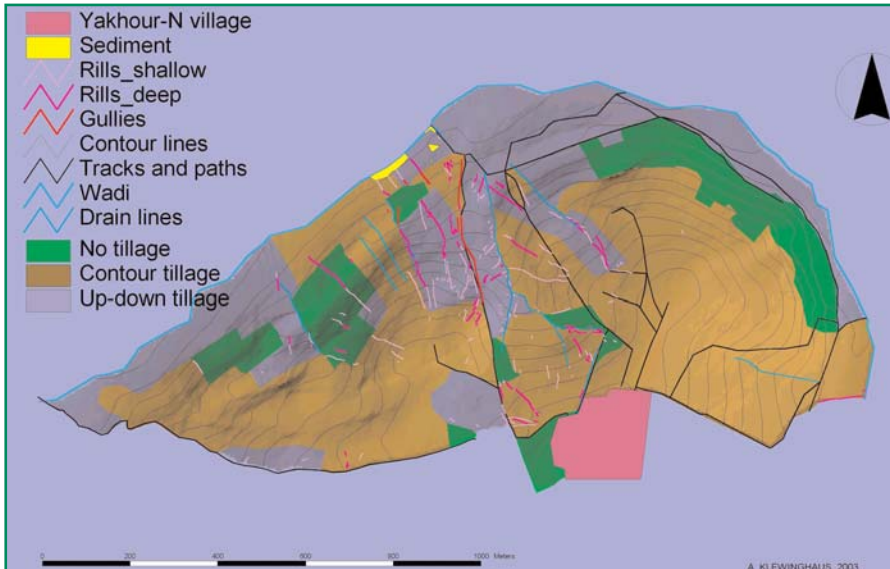 Yakhour-N village
Sediment
Rills_shallow
Rills_deep
Gullies
Contour lines
Tracks and paths
Wadi
Drain lines
No tillage
Contour tillage
Up-down tillage
0 200 400 600 800 1000 Meters
A. KLEWINGHAUS, 2003